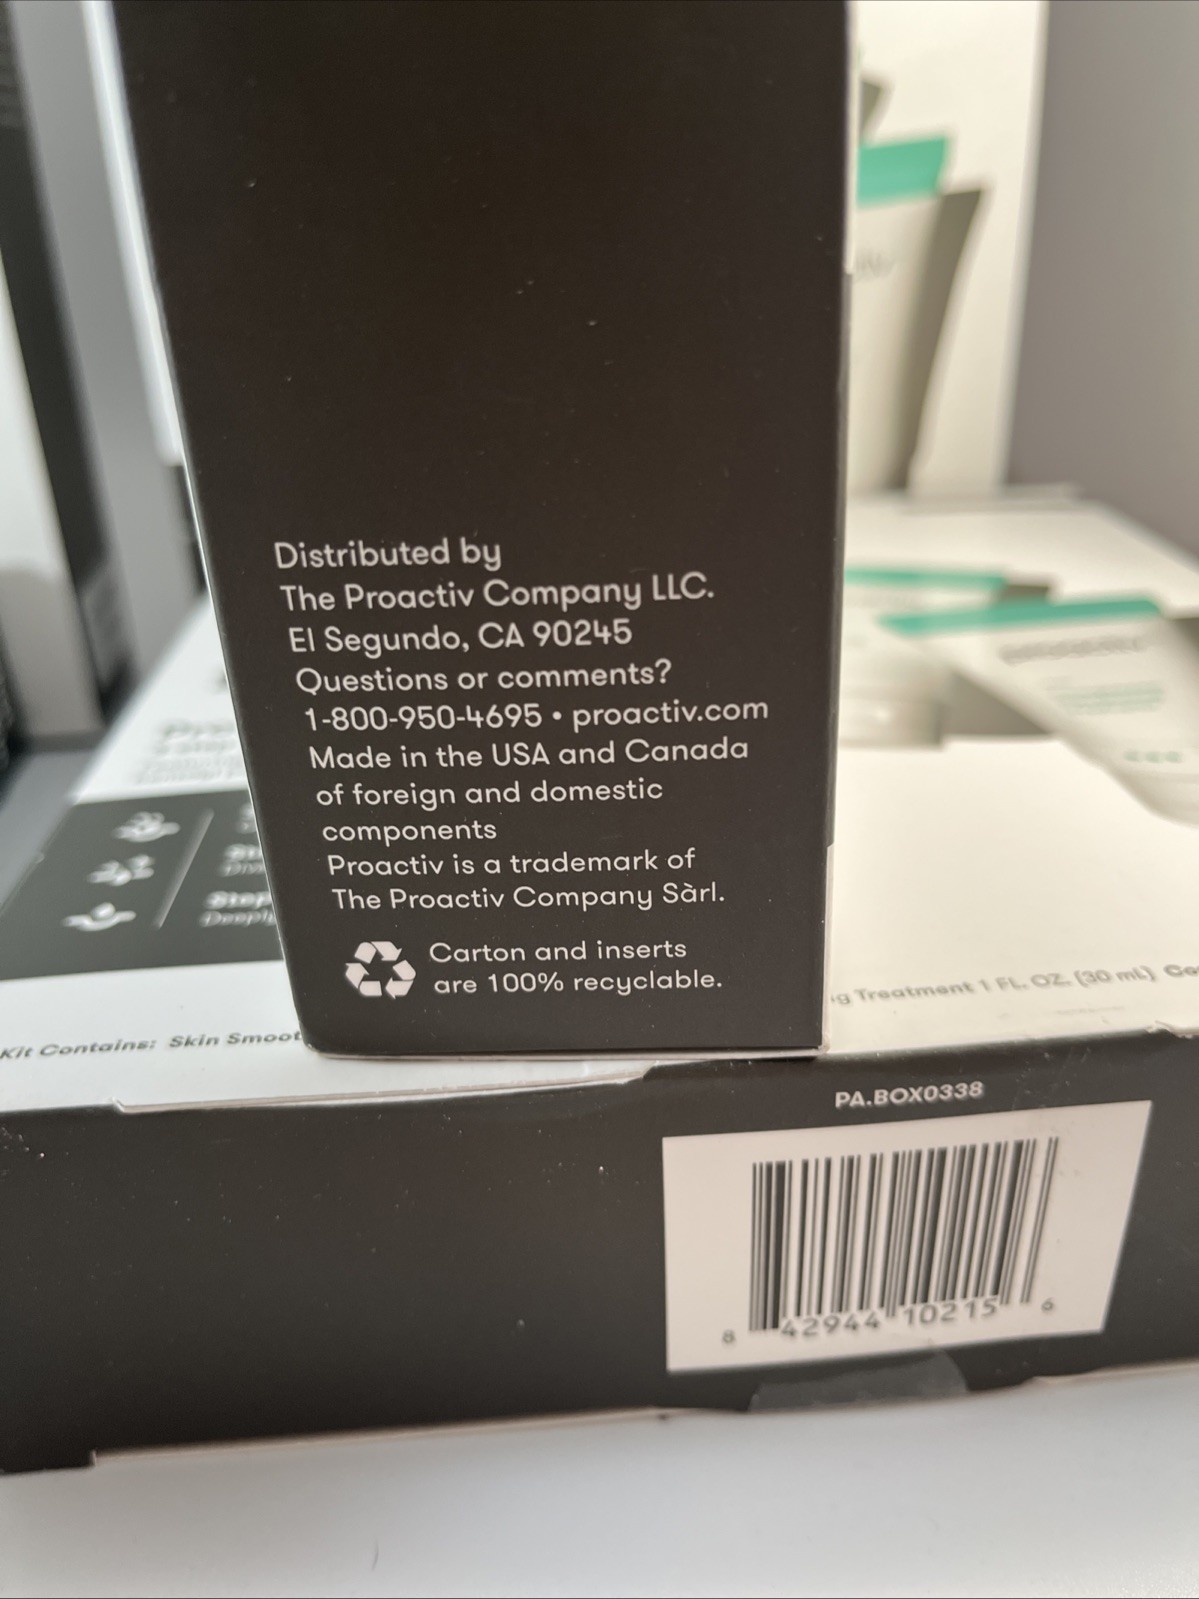 Distributed by
The Proactiv Company LLC.
El Segundo, CA 90245
Questions or comments?
1-800-950-4695 • proactiv.com
Made in the USA and Canada
of foreign and domestic
components
Proactiv is a trademark of
The Proactiv Company Sàrl.
Carton and inserts
are 100% recyclable.
Step
Deeply
Kit Contains: Skin Smoot
Treatment 1 FL. OZ. (30 mL)
PA.BOX0338
8 42944 10215 6